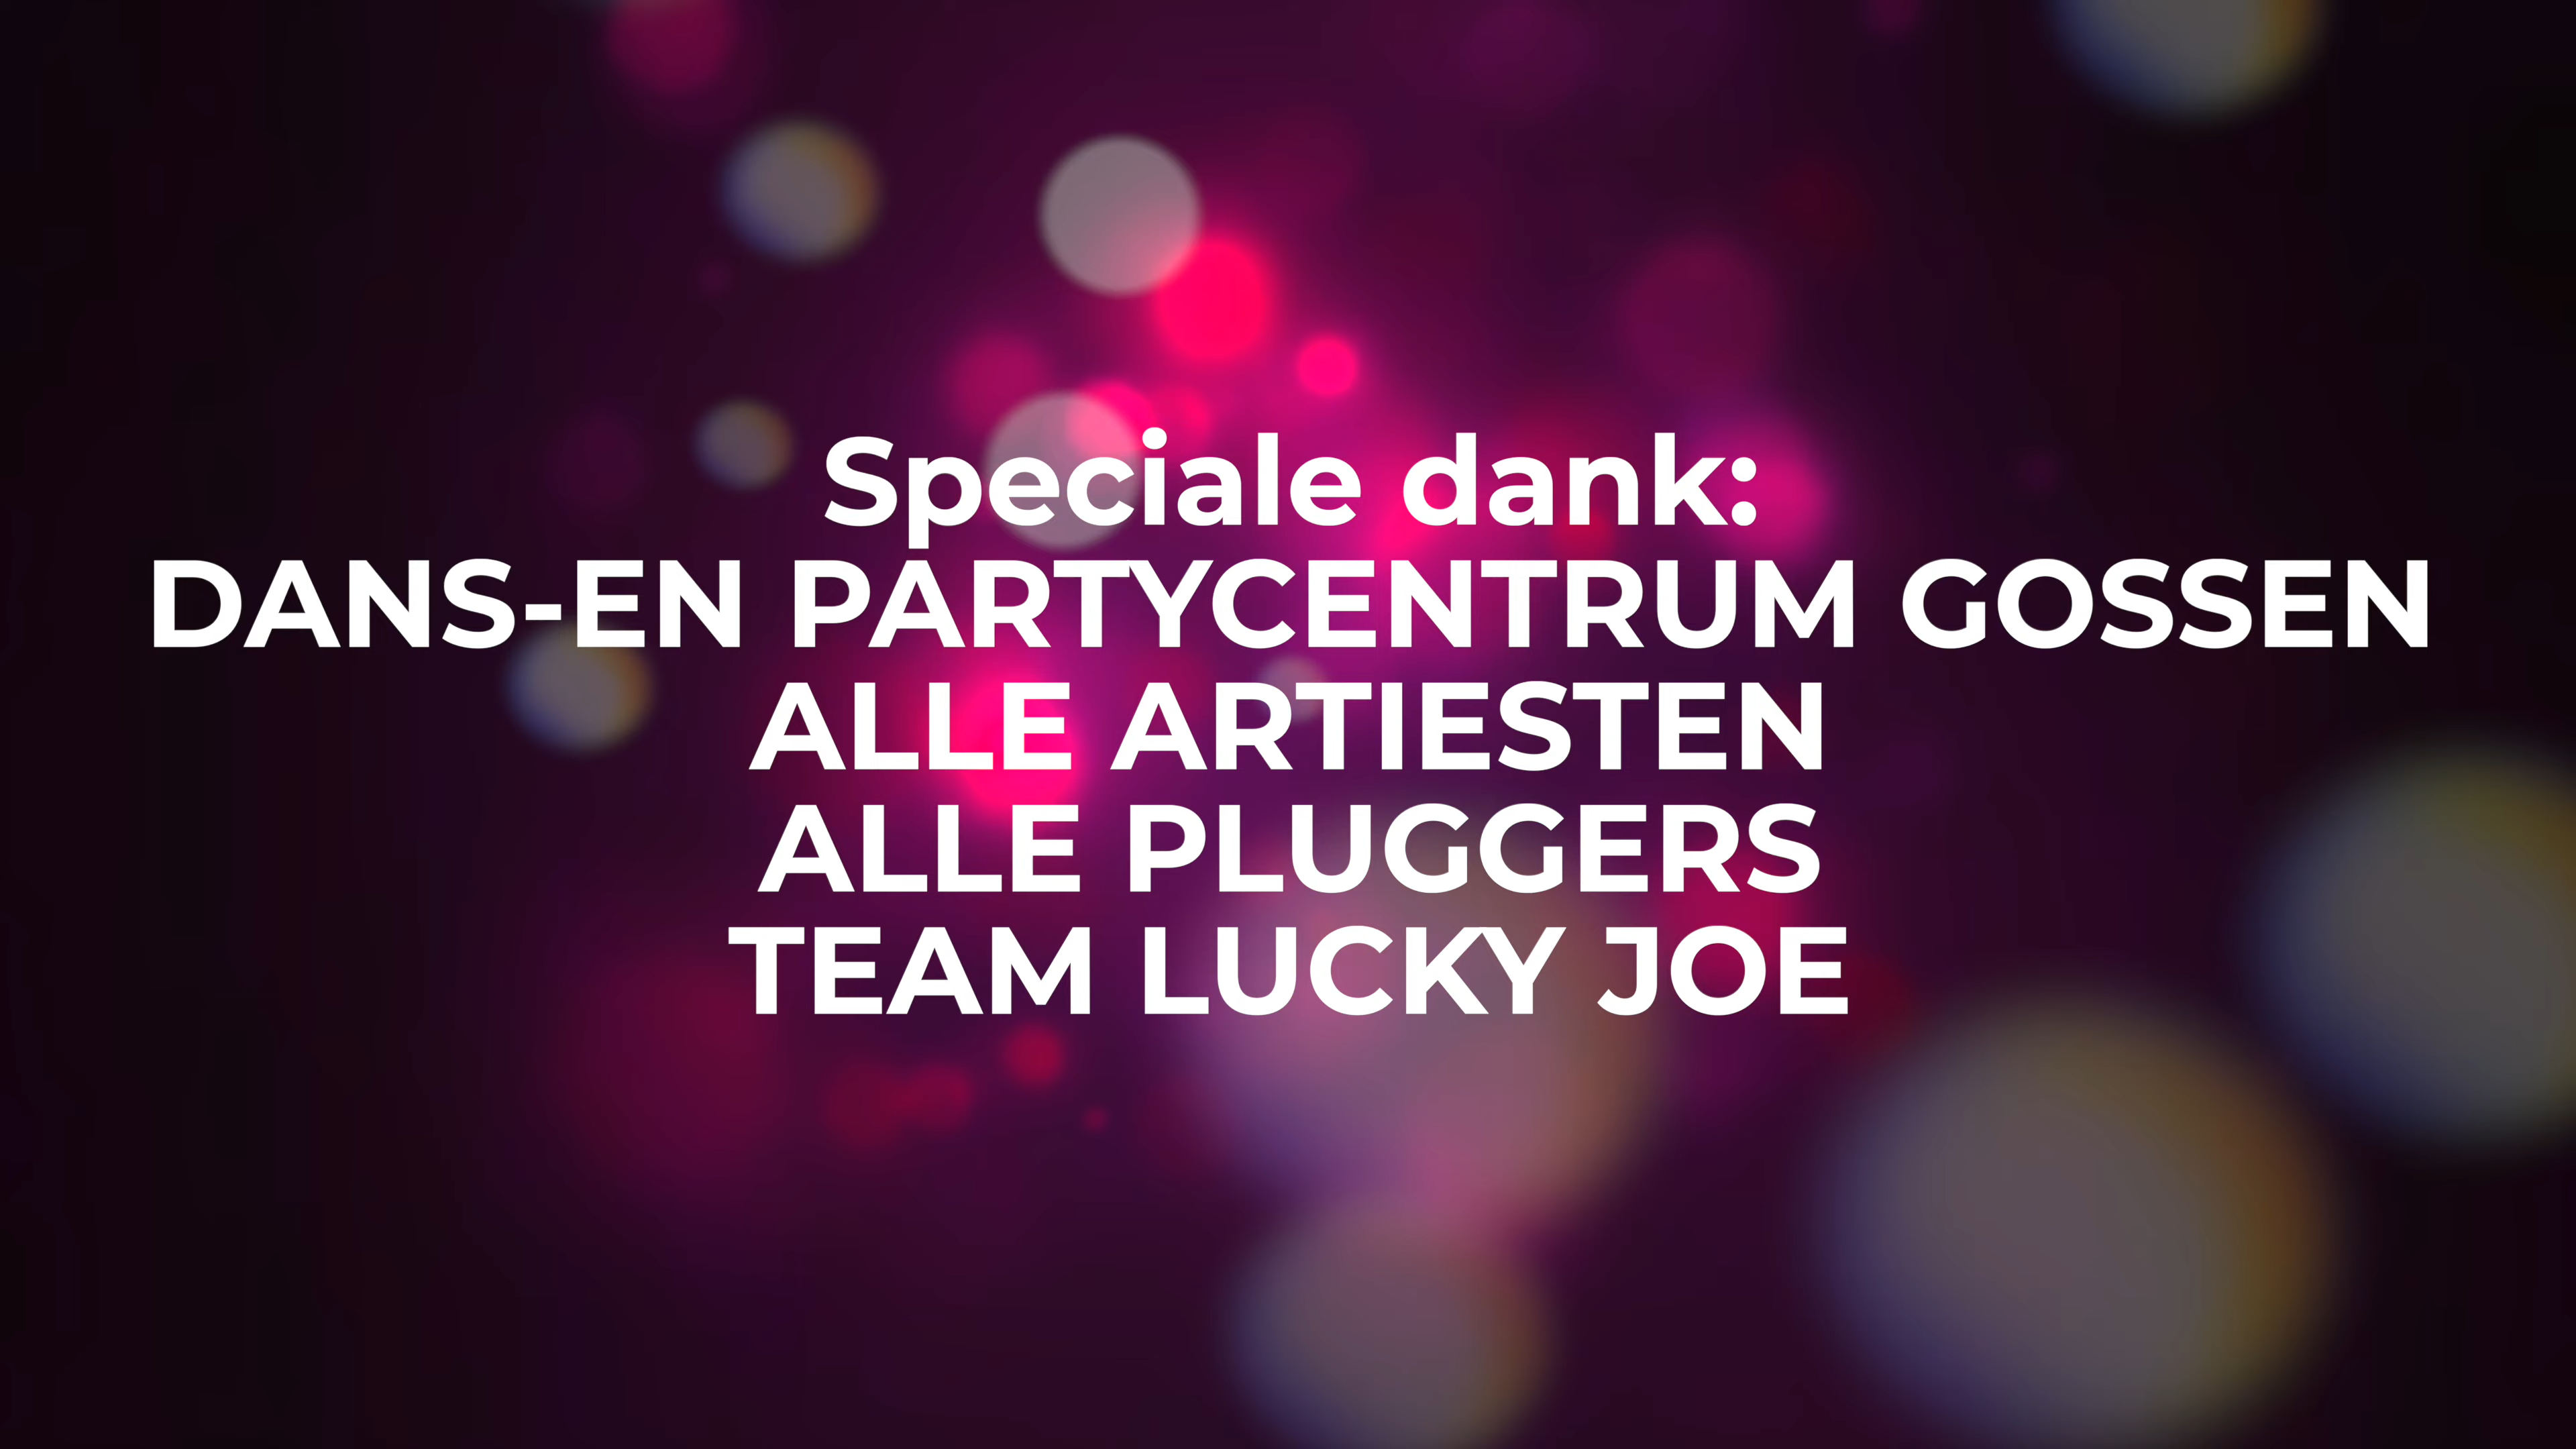 Speciale dank:
DANS-EN PARTYCENTRUM GOSSEN
ALLE ARTIESTEN
ALLE PLUGGERS
TEAM LUCKY JOE